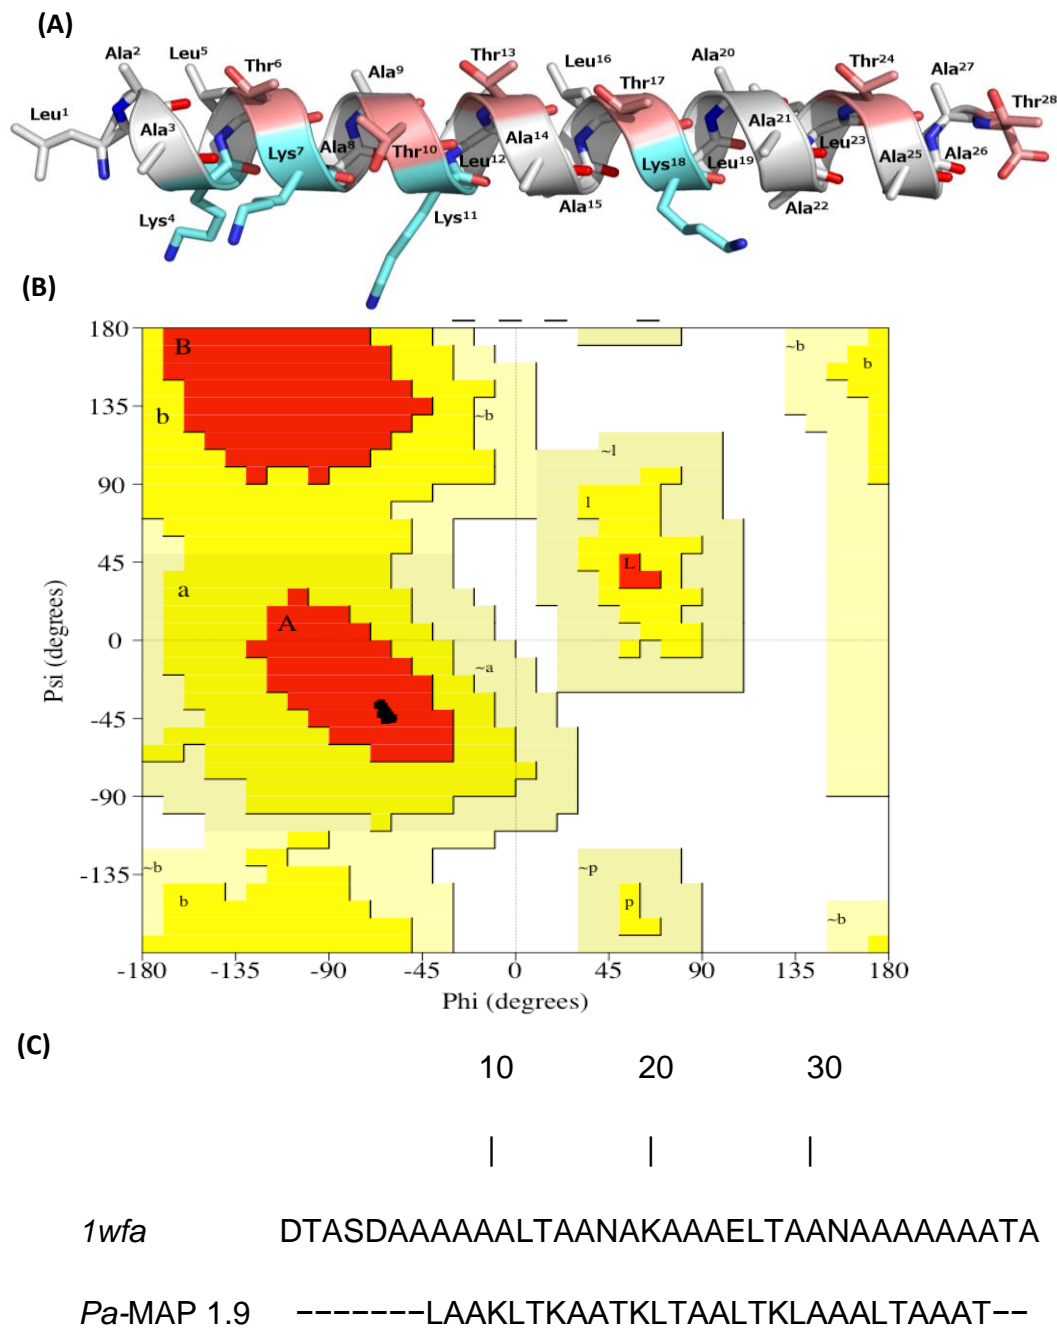 (A)
Leu1 Ala2 Ala3 Lys4 Leu5 Thr6 Lys7 Ala8 Ala9 Thr10 Lys11 Leu12 Thr13 Ala14 Ala15 Leu16 Thr17 Lys18 Leu19 Ala20 Ala21 Ala22 Leu23 Thr24 Ala25 Ala26 Ala27 Thr28
(B)
180
135
90
45
0
-45
-90
-135
Psi (degrees)
B
b
~b
~b
b
~l
l
L
a
A
~a
~b
b
~p
p
~b
-180 -135 -90 -45 0 45 90 135 180
Phi (degrees)
(C)
10 20 30
| | |
1wfa DTASDAAAAAALTAANAKAAAELTAANAAAAAAATA
Pa-MAP 1.9 −−−−−−−LAAKLTKAATKLTAALTKLAAALTAAAT−−